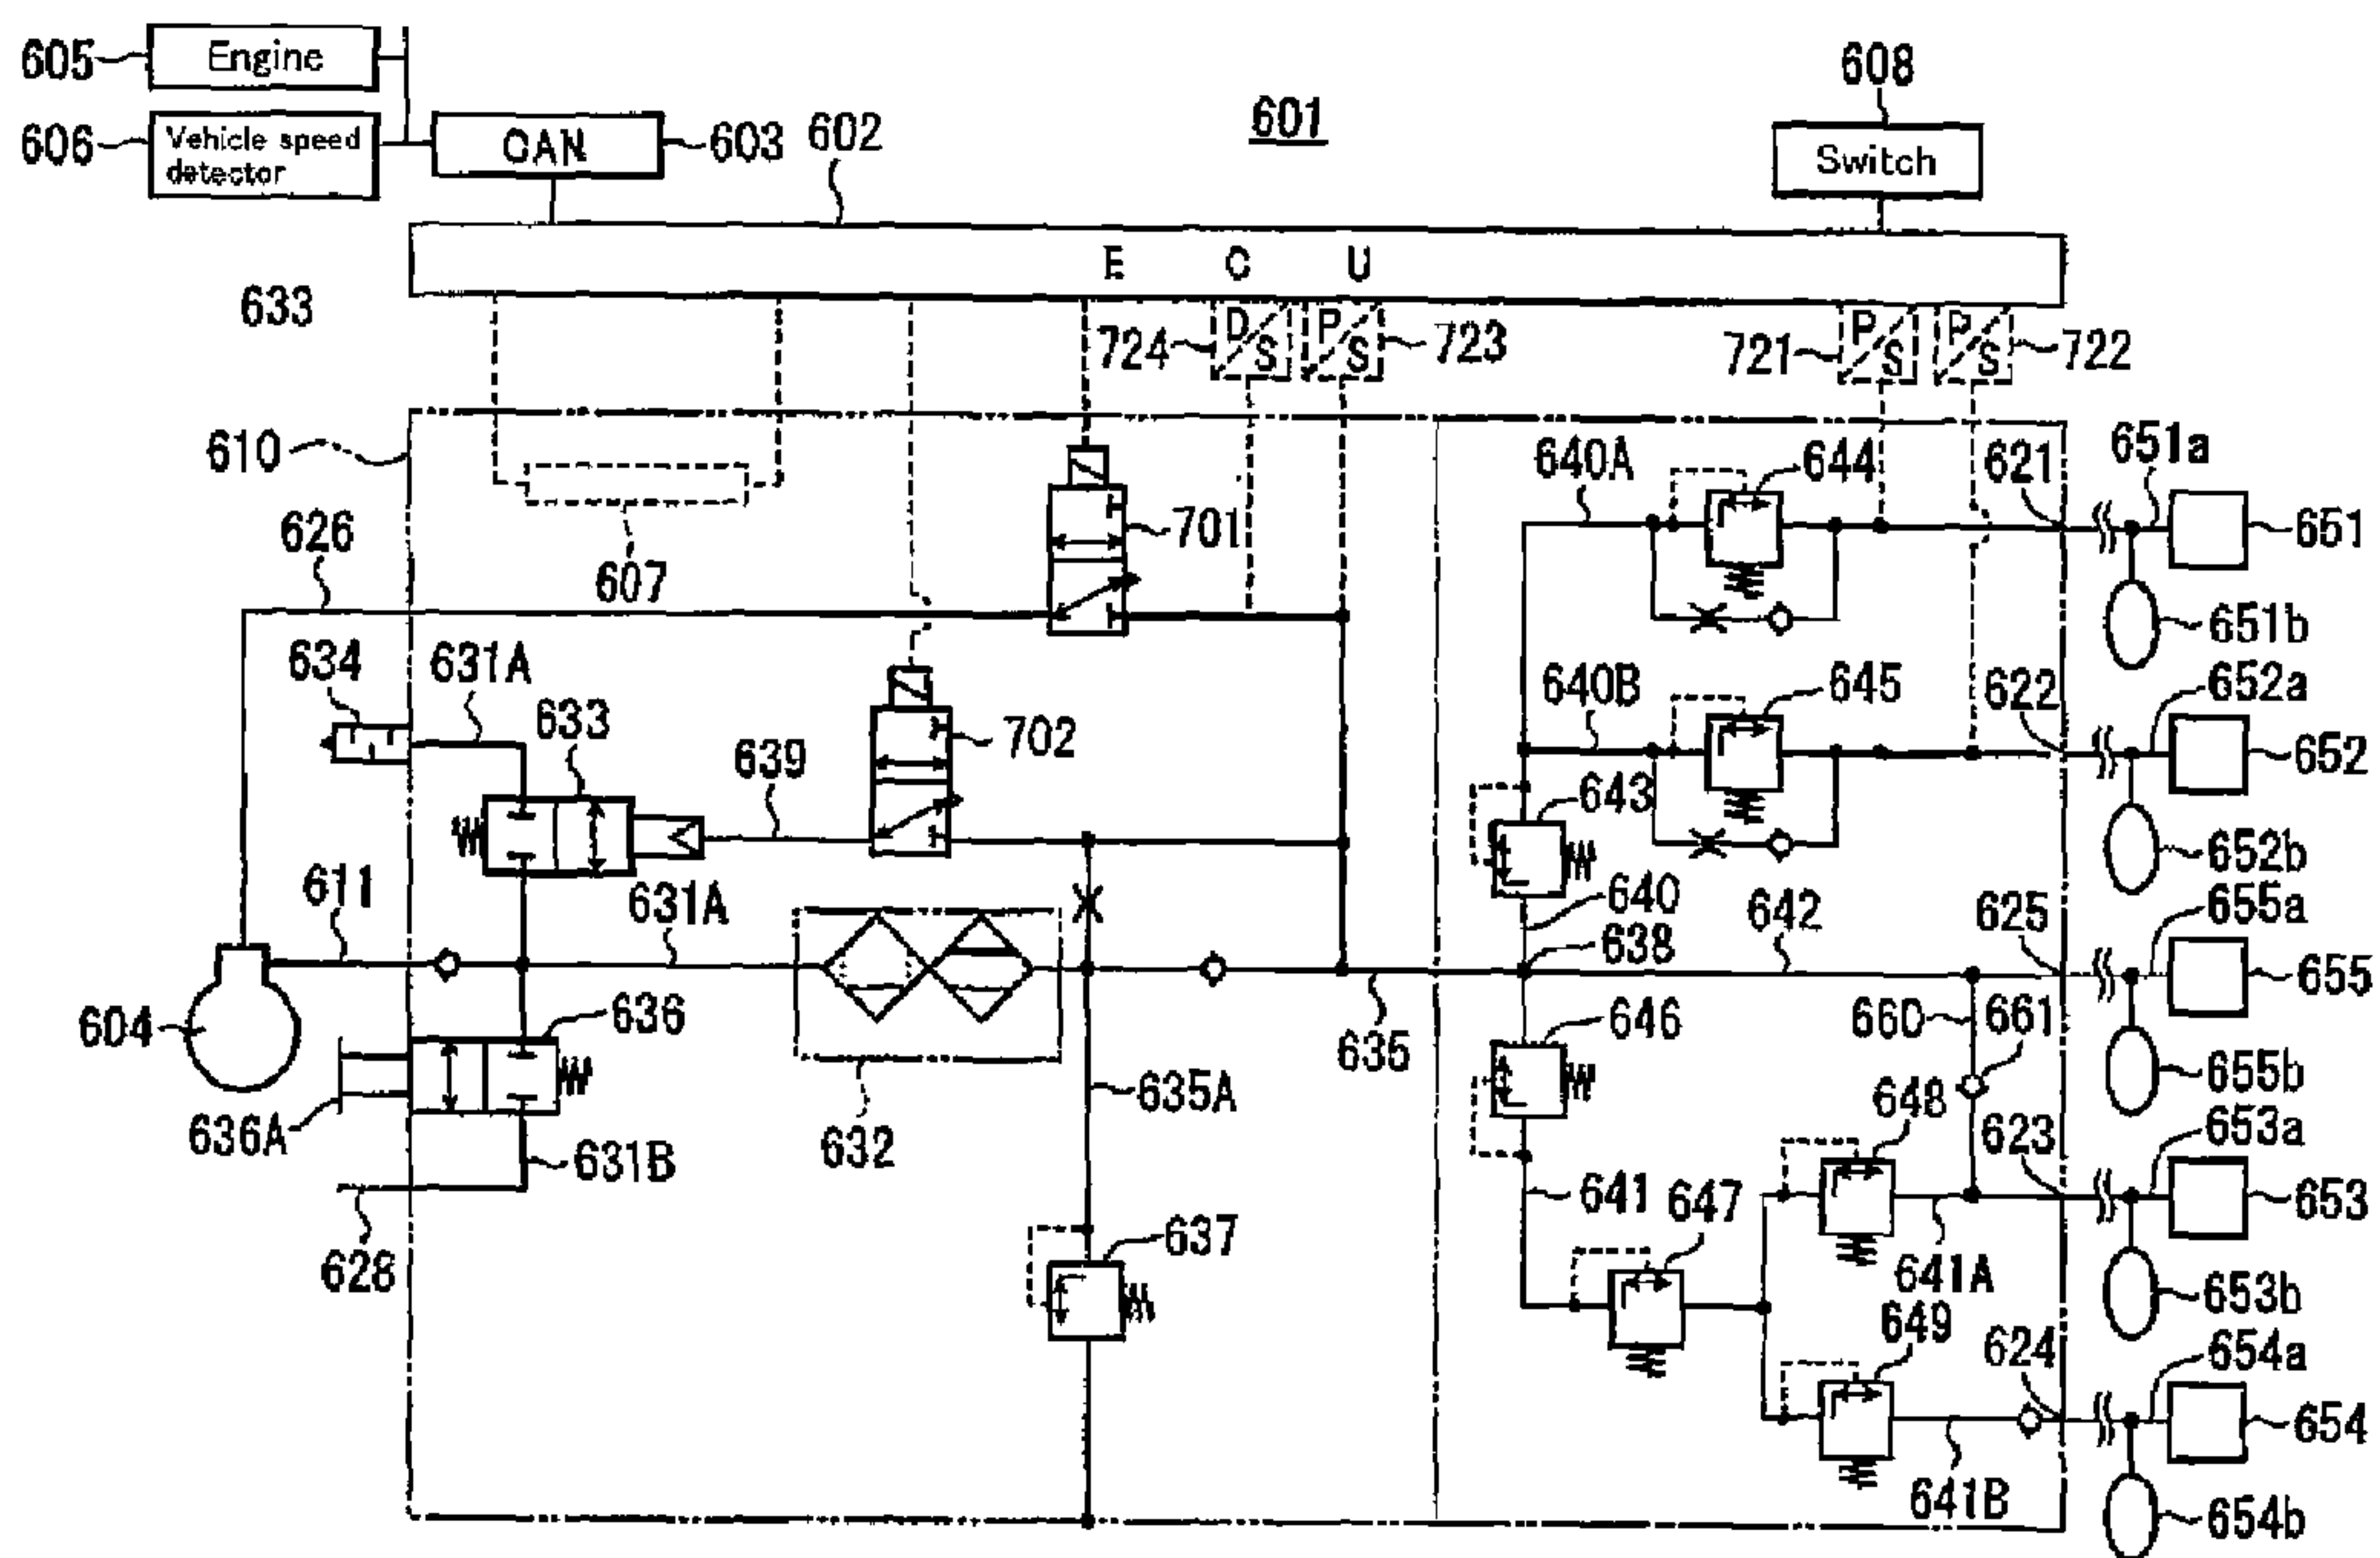 605 Engine
608
606 Vehicle speed detector
CAN 603 602 601
Switch
E C U
633
724 D/S P/S 723
721 P/S P/S 722
610
640A 644 621 651a
626 701 651
607
651b
634 631A 640B 645 622 652a
633 702
639 643 652
652b
611 631A 640 642 625 655a
638
604 636 646 660 661 655
635
636A 632 635A 648 655b
631B 623 653a
641 647 653
628 637 641A
649 653b
624 654a
654
641B
654b